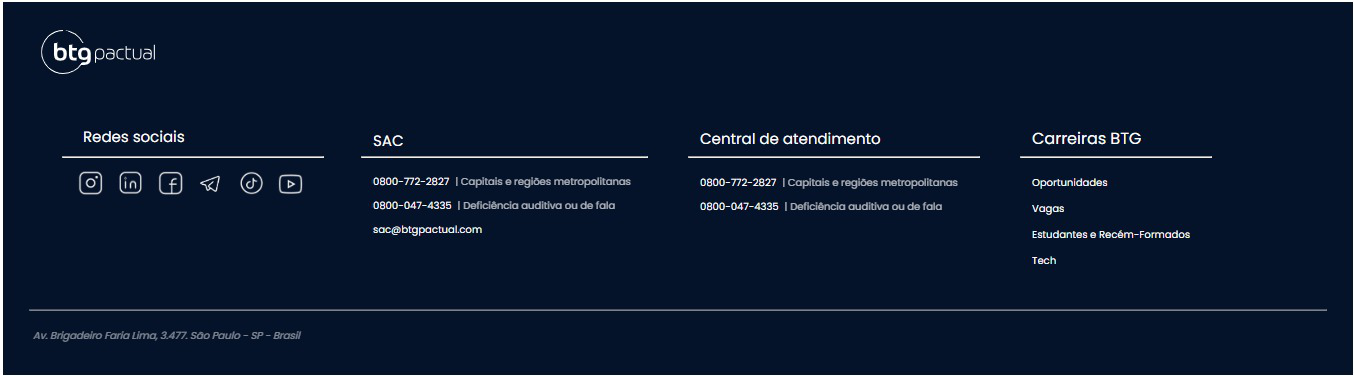 btg pactual
Redes sociais
SAC
0800-772-2827 | Capitais e regiões metropolitanas
0800-047-4335 | Deficiência auditiva ou de fala
sac@btgpactual.com
Central de atendimento
0800-772-2827 | Capitais e regiões metropolitanas
0800-047-4335 | Deficiência auditiva ou de fala
Carreiras BTG
Oportunidades
Vagas
Estudantes e Recém-Formados
Tech
Av. Brigadeiro Faria Lima, 3.477. São Paulo - SP - Brasil